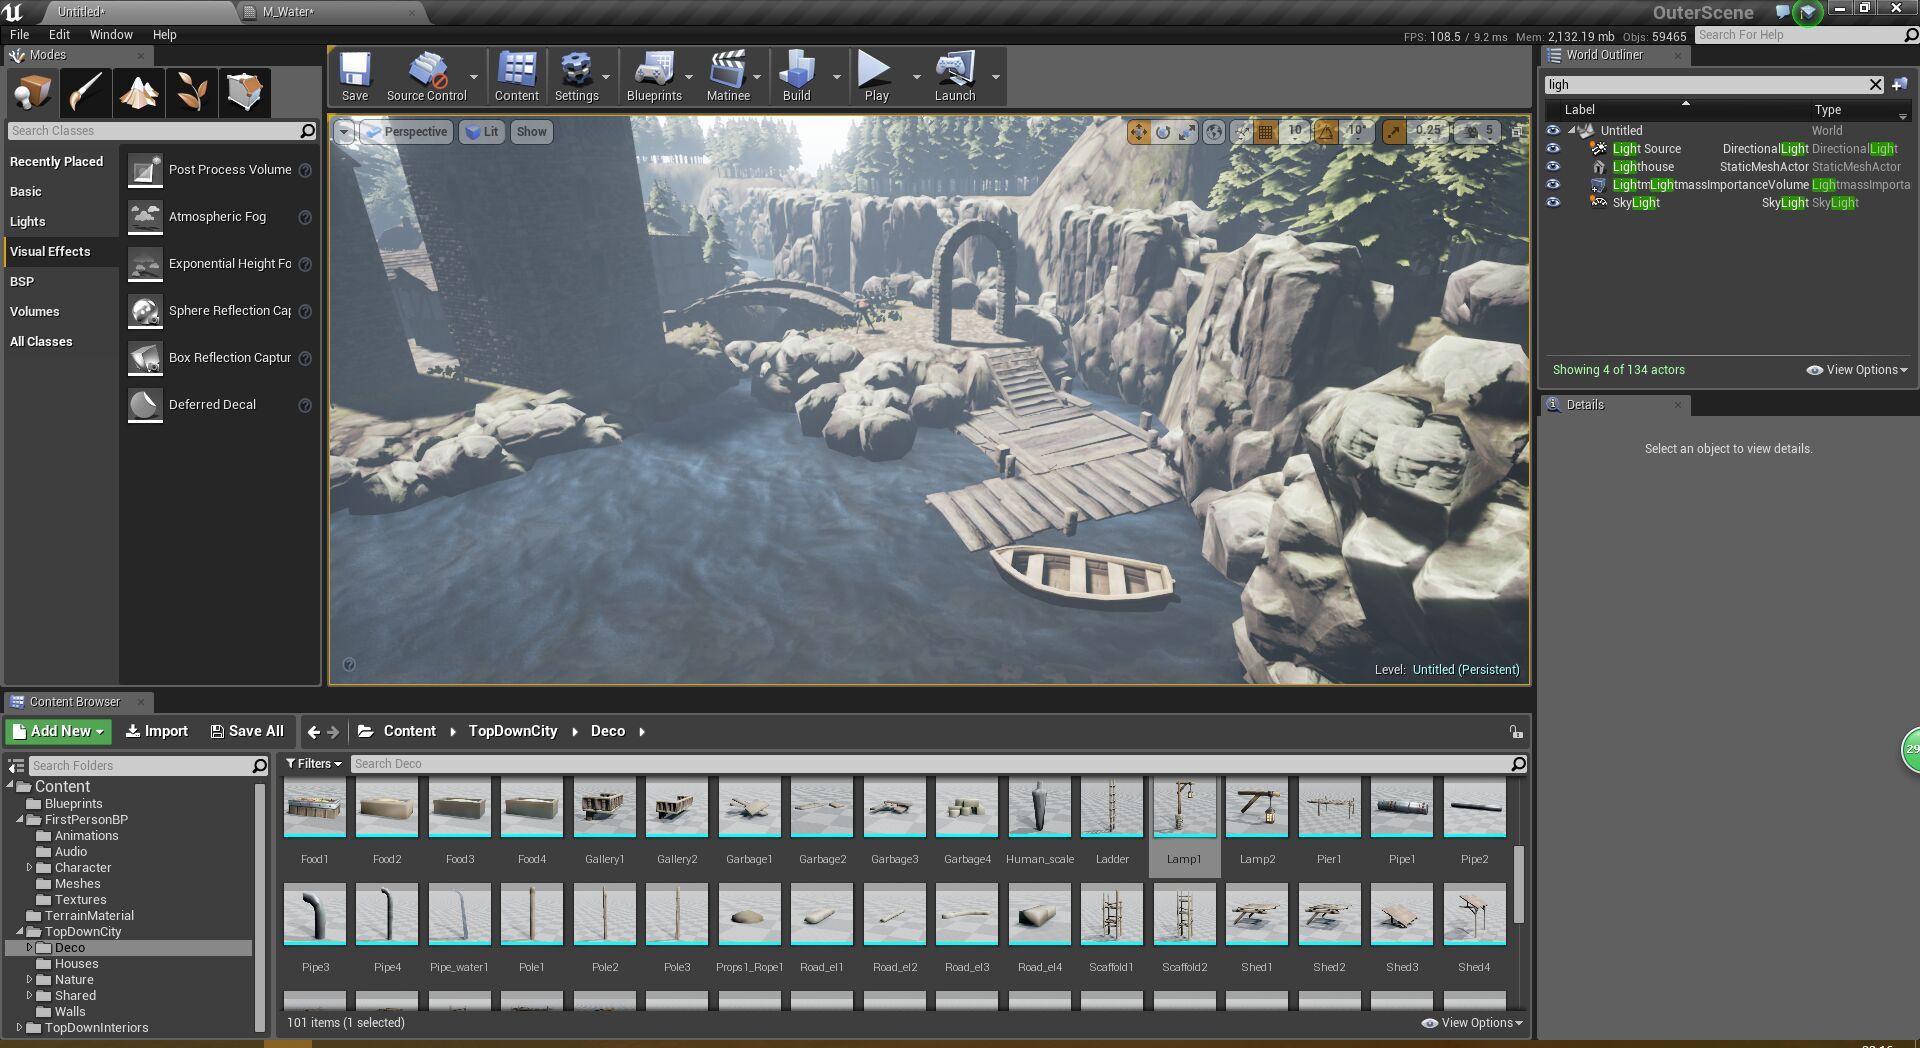 Untitled*
M_Water*
OuterScene
File Edit Window Help
FPS: 108.5 / 9.2 ms Mem: 2,132.19 mb Objs: 59465
Search For Help
Modes
Save
Source Control
Content
Settings
Blueprints
Matinee
Build
Play
Launch
Search Classes
Recently Placed
Basic
Lights
Visual Effects
BSP
Volumes
All Classes
Post Process Volume
Atmospheric Fog
Exponential Height Fo
Sphere Reflection Cap
Box Reflection Captur
Deferred Decal
Perspective
Lit
Show
10
10°
0.25
5
Level: Untitled (Persistent)
World Outliner
ligh
Label Type
Untitled World
Light Source DirectionalLight DirectionalLight
Lighthouse StaticMeshActor StaticMeshActor
LightmLightmassImportanceVolume LightmassImporta
SkyLight SkyLight SkyLight
Showing 4 of 134 actors
View Options
Details
Select an object to view details.
29
Content Browser
Add New
Import
Save All
Content TopDownCity Deco
Search Folders
Content
Blueprints
FirstPersonBP
Animations
Audio
Character
Meshes
Textures
TerrainMaterial
TopDownCity
Deco
Houses
Nature
Shared
Walls
TopDownInteriors
Filters
Search Deco
Food1 Food2 Food3 Food4 Gallery1 Gallery2 Garbage1 Garbage2 Garbage3 Garbage4 Human_scale Ladder Lamp1 Lamp2 Pier1 Pipe1 Pipe2
Pipe3 Pipe4 Pipe_water1 Pole1 Pole2 Pole3 Props1_Rope1 Road_el1 Road_el2 Road_el3 Road_el4 Scaffold1 Scaffold2 Shed1 Shed2 Shed3 Shed4
101 items (1 selected)
View Options